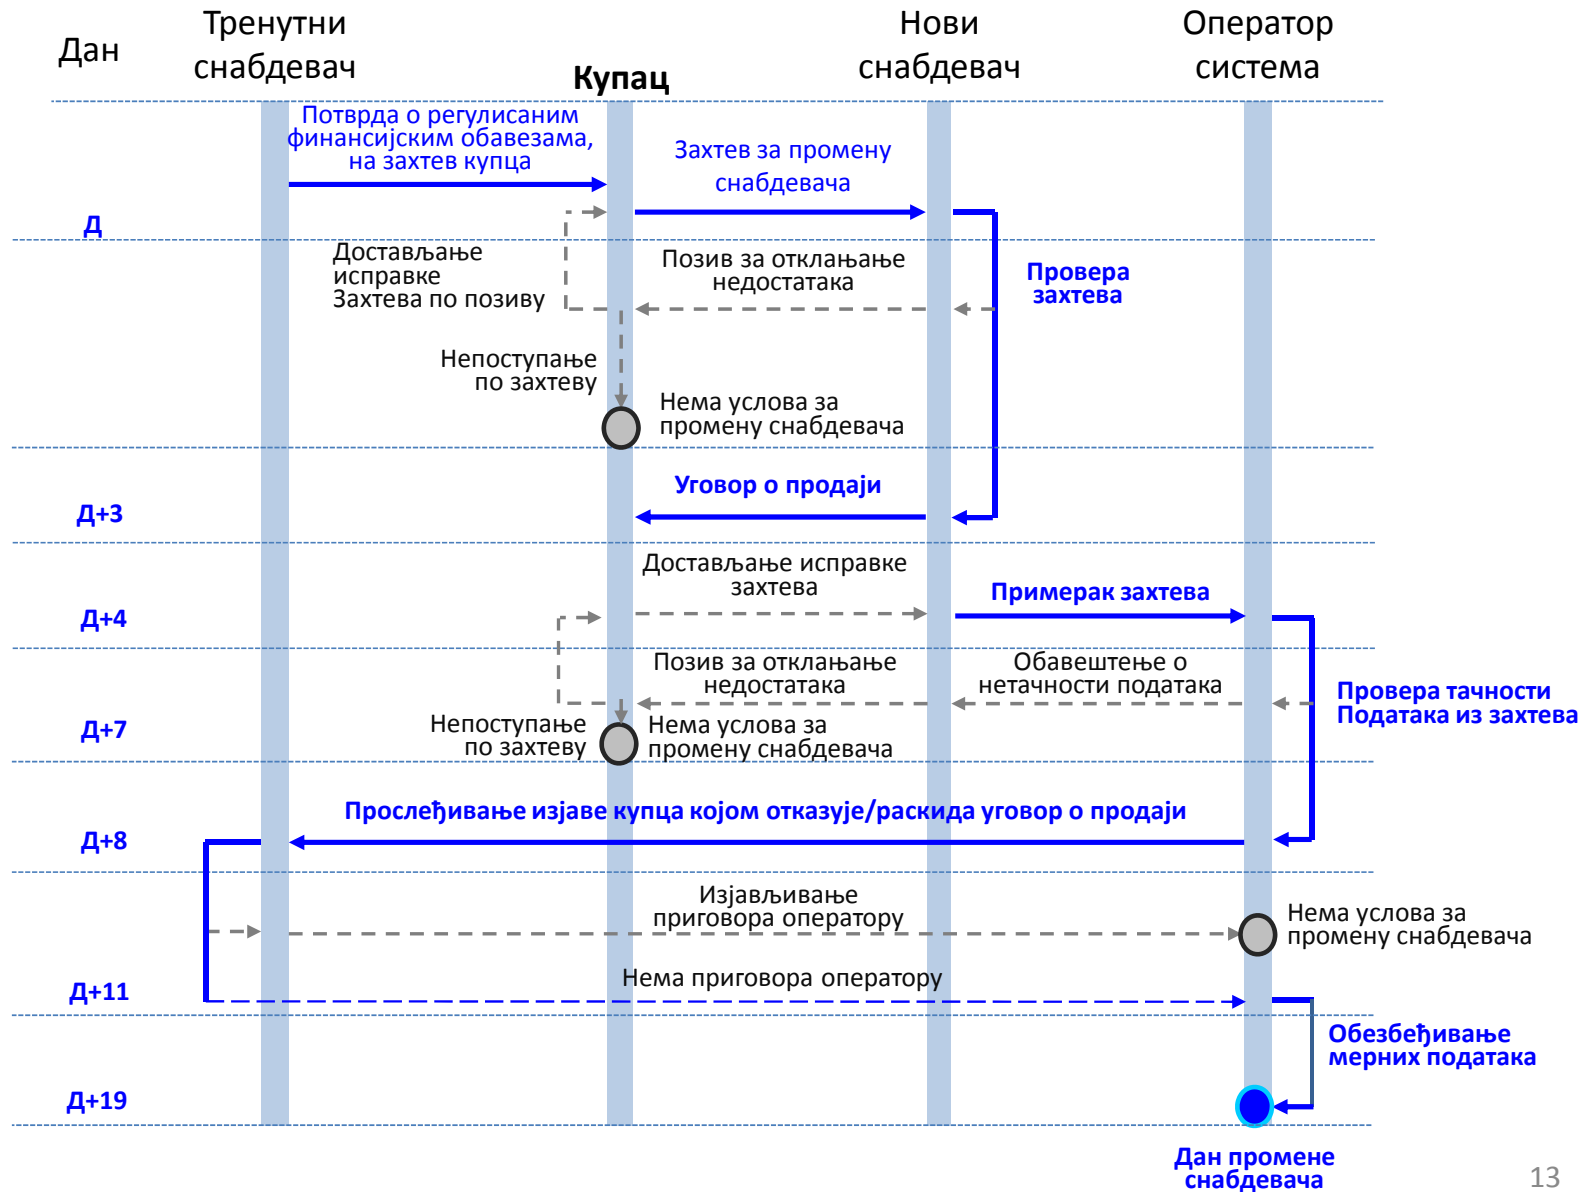 Дан
Тренутни
снабдевач
Купац
Нови
снабдевач
Оператор
система
Потврда о регулисаним
финансијским обавезама,
на захтев купца
Захтев за промену
снабдевача
Д
Достављање
исправке
Захтева по позиву
Позив за отклањање
недостатака
Провера
захтева
Непоступање
по захтеву
Нема услова за
промену снабдевача
Уговор о продаји
Д+3
Достављање исправке
захтева
Примерак захтева
Д+4
Позив за отклањање
недостатака
Обавештење о
нетачности података
Провера тачности
Података из захтева
Непоступање
по захтеву
Нема услова за
промену снабдевача
Д+7
Прослеђивање изјаве купца којом отказује/раскида уговор о продаји
Д+8
Изјављивање
приговора оператору
Нема услова за
промену снабдевача
Нема приговора оператору
Д+11
Обезбеђивање
мерних података
Д+19
Дан промене
снабдевача
13